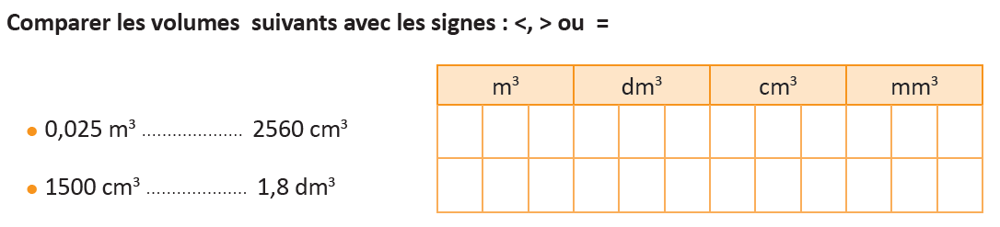 Comparer les volumes  suivants avec les signes : <, > ou  =
m³ dm³ cm³ mm³
• 0,025 m³ .................... 2560 cm³
• 1500 cm³ .................... 1,8 dm³